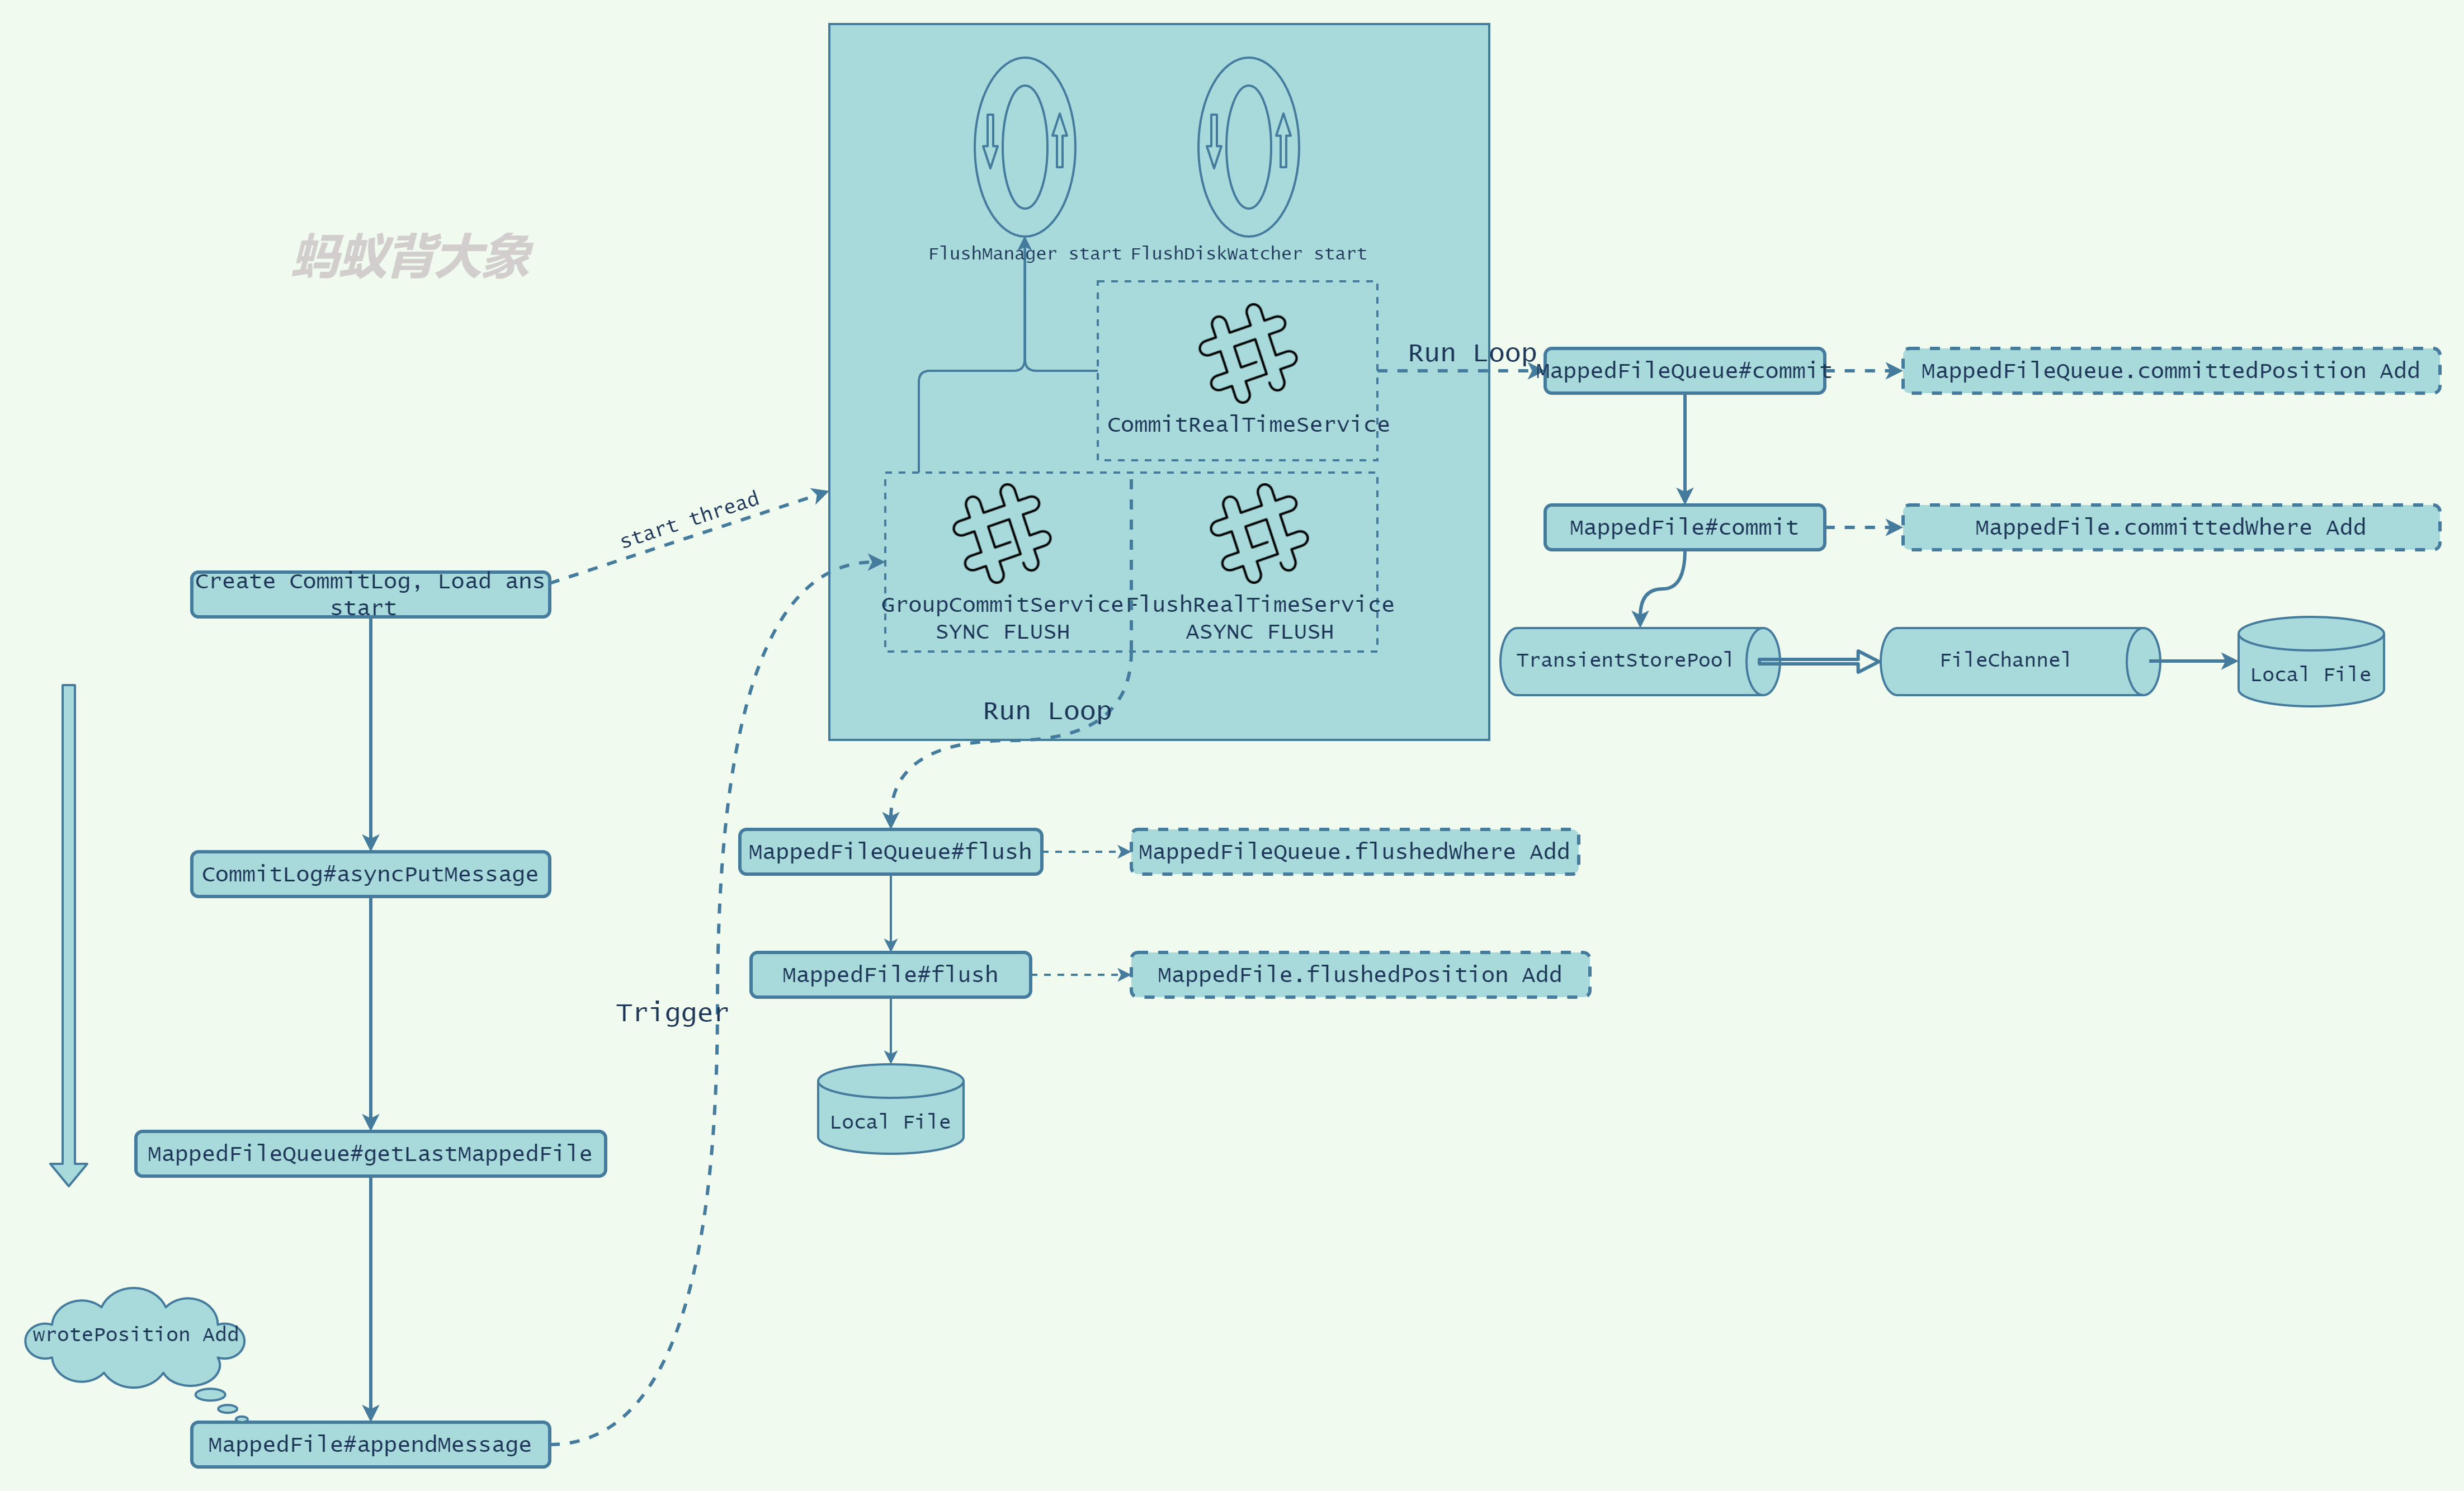 蚂蚁背大象
FlushManager start
FlushDiskWatcher start
CommitRealTimeService
GroupCommitService
SYNC FLUSH
FlushRealTimeService
ASYNC FLUSH
start thread
Run Loop
MappedFileQueue#commit
MappedFileQueue.committedPosition Add
MappedFile#commit
MappedFile.committedWhere Add
TransientStorePool
FileChannel
Local File
Create CommitLog, Load ans
start
CommitLog#asyncPutMessage
MappedFileQueue#getLastMappedFile
wrotePosition Add
MappedFile#appendMessage
Trigger
Run Loop
MappedFileQueue#flush
MappedFileQueue.flushedWhere Add
MappedFile#flush
MappedFile.flushedPosition Add
Local File